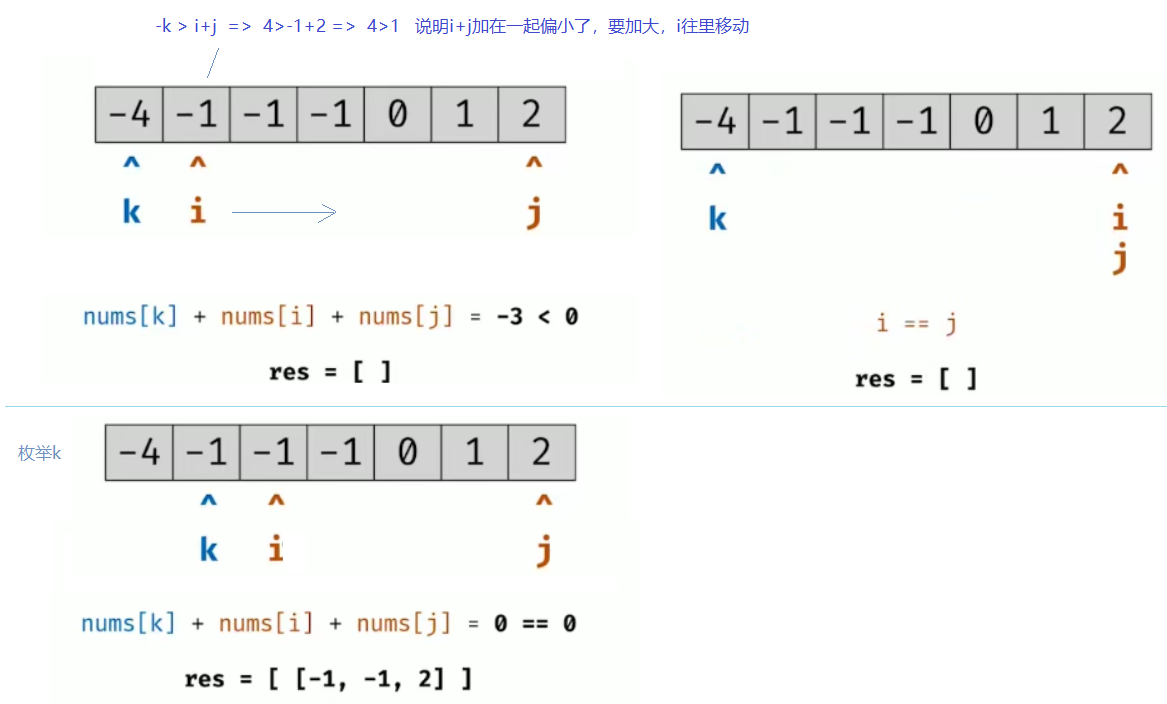 -k > i+j => 4>-1+2 => 4>1 说明i+j加在一起偏小了，要加大，i往里移动
-4 -1 -1 -1 0 1 2
^ ^ ^
k i j
nums[k] + nums[i] + nums[j] = -3 < 0
res = [ ]
-4 -1 -1 -1 0 1 2
^ ^
k i
j
i == j
res = [ ]
枚举k
-4 -1 -1 -1 0 1 2
^ ^ ^
k i j
nums[k] + nums[i] + nums[j] = 0 == 0
res = [ [-1, -1, 2] ]